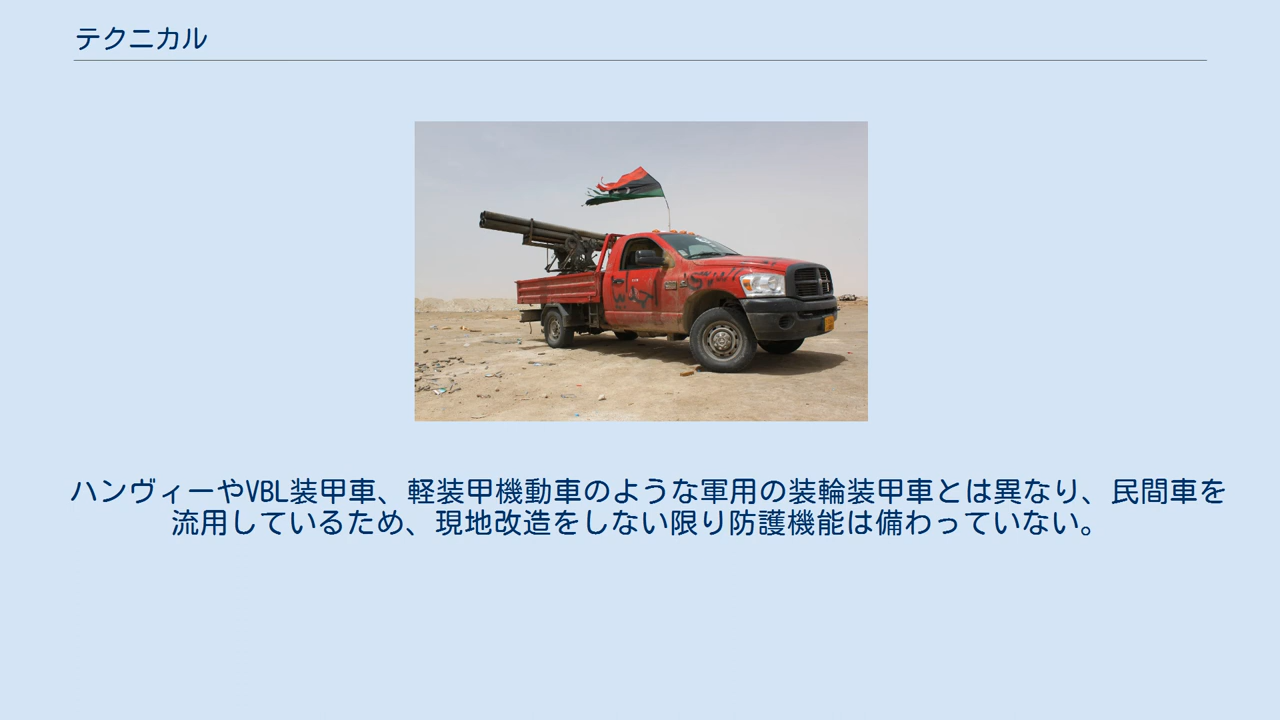 テクニカル
ハンヴィーやVBL装甲車、軽装甲機動車のような軍用の装輪装甲車とは異なり、民間車を
流用しているため、現地改造をしない限り防護機能は備わっていない。